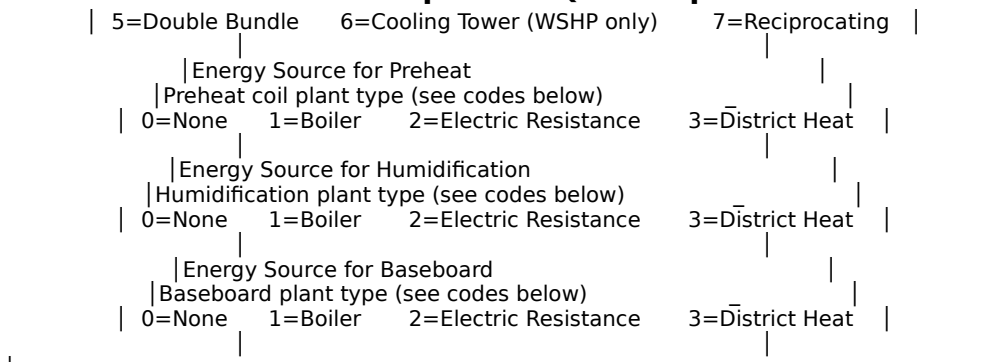 | 5=Double Bundle 6=Cooling Tower (WSHP only) 7=Reciprocating |
| |
|Energy Source for Preheat |
|Preheat coil plant type (see codes below) _ |
| 0=None 1=Boiler 2=Electric Resistance 3=District Heat |
| |
|Energy Source for Humidification |
|Humidification plant type (see codes below) _ |
| 0=None 1=Boiler 2=Electric Resistance 3=District Heat |
| |
|Energy Source for Baseboard |
|Baseboard plant type (see codes below) _ |
| 0=None 1=Boiler 2=Electric Resistance 3=District Heat |
| |